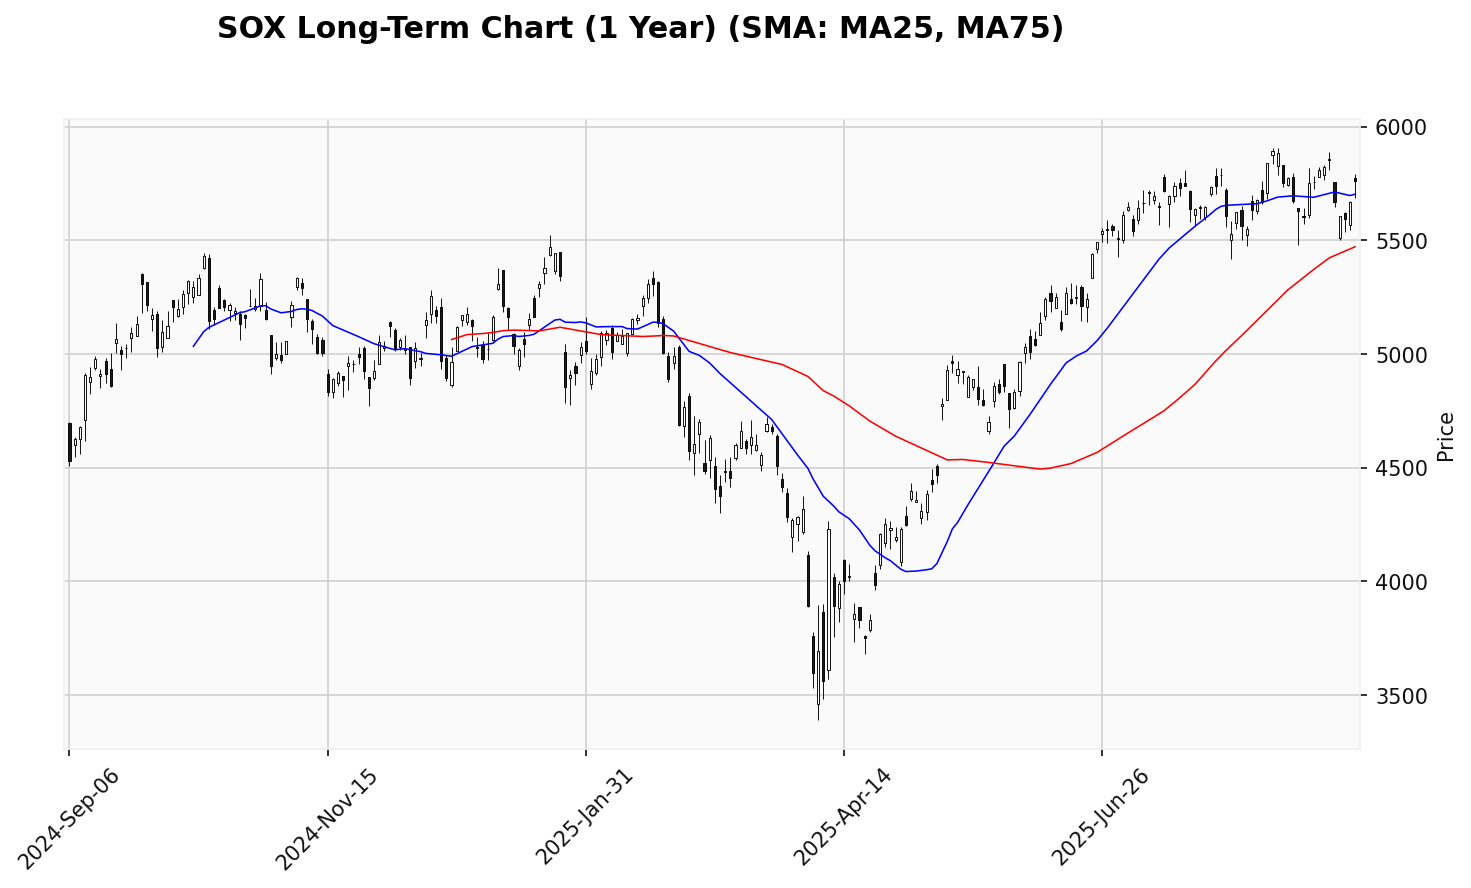 SOX Long-Term Chart (1 Year) (SMA: MA25, MA75)
6000
5500
5000
4500
4000
3500
Price
2024-Sep-06
2024-Nov-15
2025-Jan-31
2025-Apr-14
2025-Jun-26